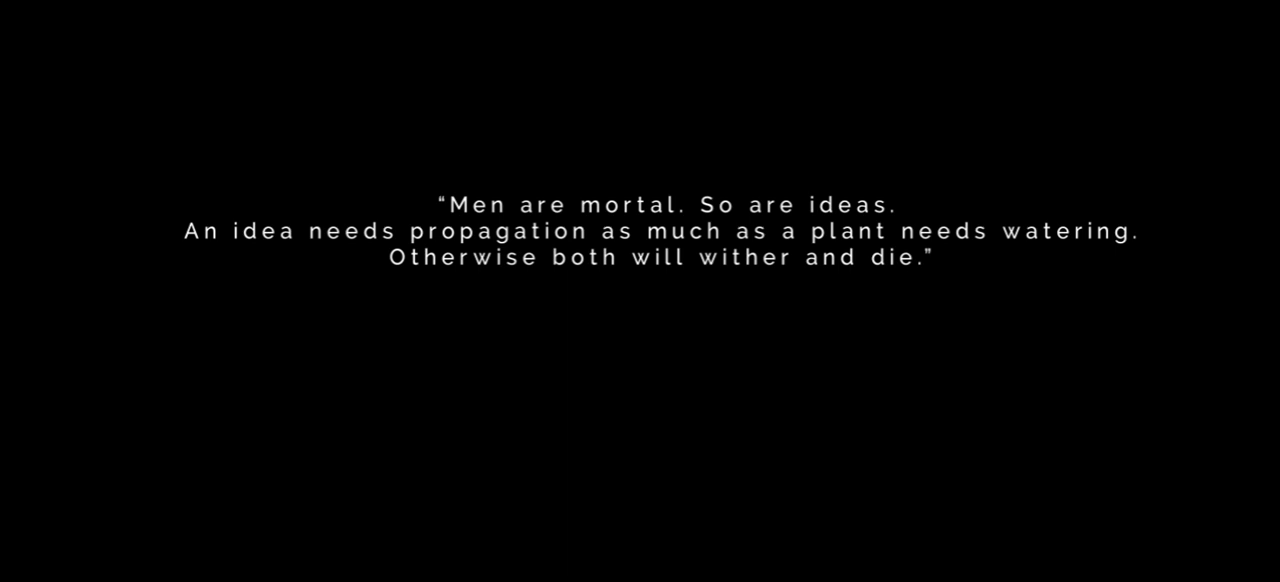 “Men are mortal. So are ideas.
An idea needs propagation as much as a plant needs watering.
Otherwise both will wither and die.”